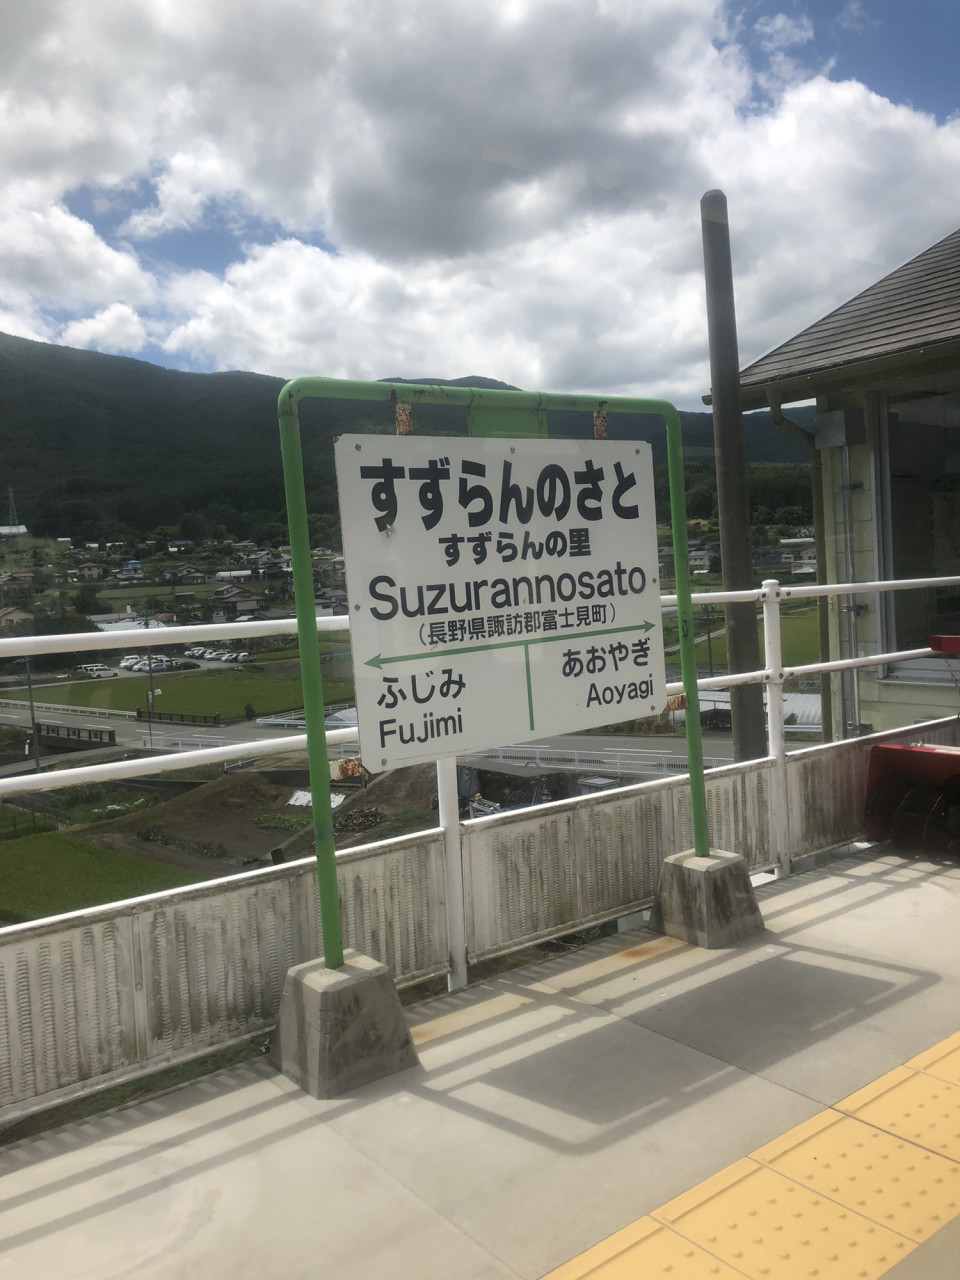 すずらんのさと
すずらんの里
Suzurannosato
（長野県諏訪郡富士見町）
ふじみ
Fujimi
あおやぎ
Aoyagi